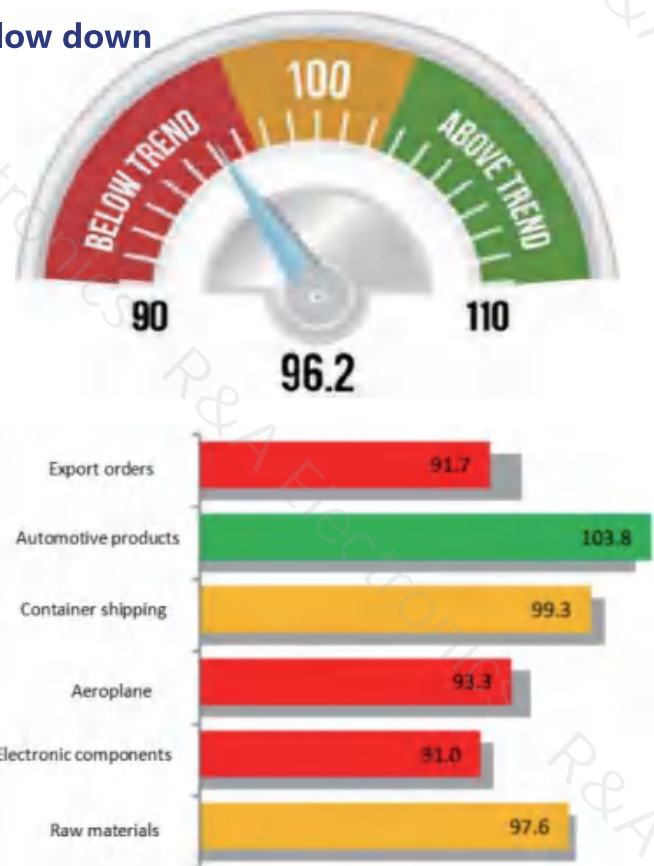 low down
100
BELOW TREND
ABOVE TREND
90
110
96.2
Export orders
91.7
Automotive products
103.8
Container shipping
99.3
Aeroplane
93.3
Electronic components
91.0
Raw materials
97.6
R&A Electronics
R&A